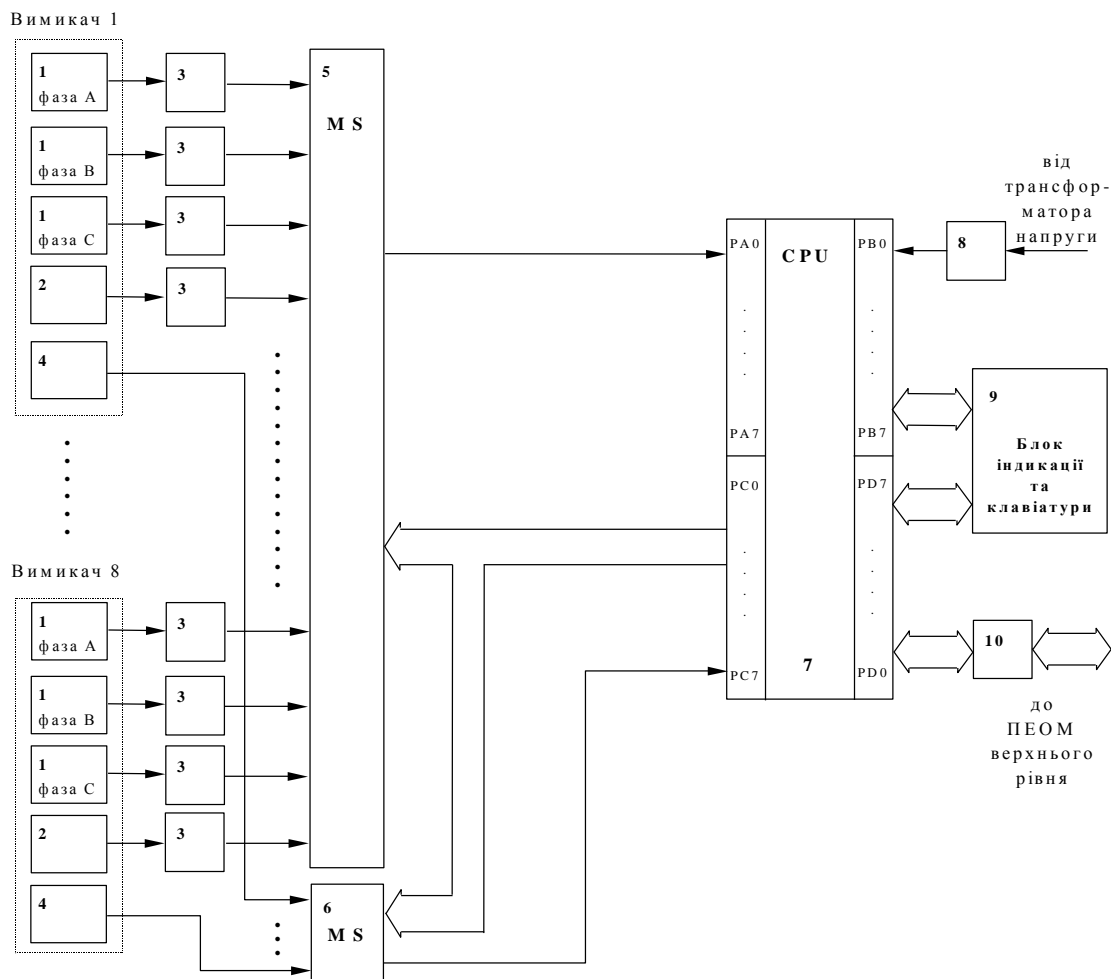 Вимикач 1
1
фаза А
3
1
фаза В
3
1
фаза С
3
2
3
4
5
MS
Вимикач 8
1
фаза А
3
1
фаза В
3
1
фаза С
3
2
3
4
6
MS
PA0
CPU
PB0
PA7
PB7
PC0
PD7
PC7
7
PD0
8
від
трансфор-
матора
напруги
9
Блок
індикації
та
клавіатури
10
до
ПЕОМ
верхнього
рівня